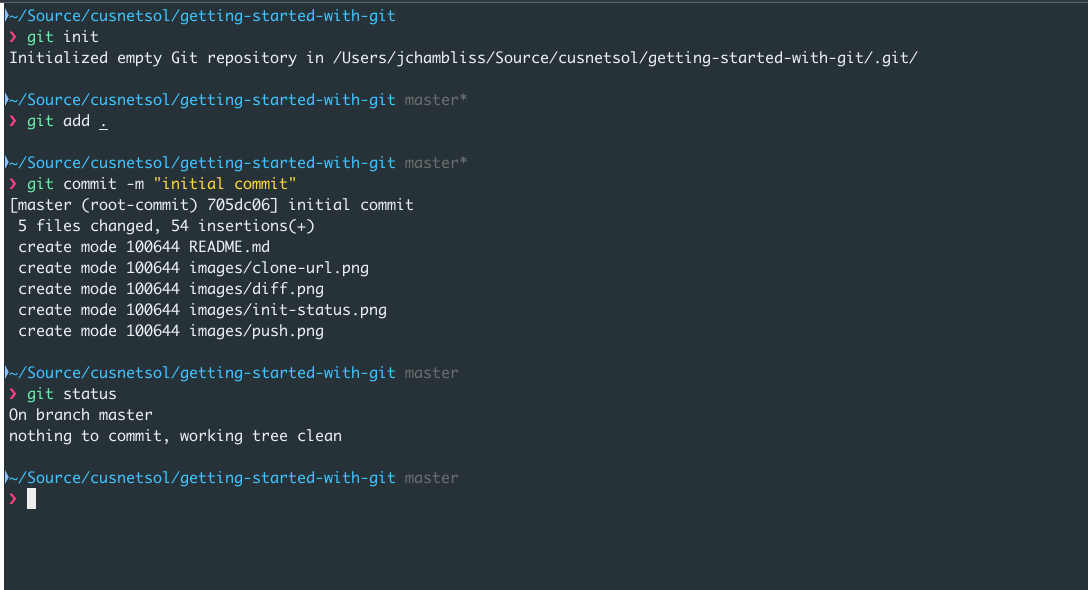 ~/Source/cusnetsol/getting-started-with-git
❯ git init
Initialized empty Git repository in /Users/jchambliss/Source/cusnetsol/getting-started-with-git/.git/
~/Source/cusnetsol/getting-started-with-git master*
❯ git add .
~/Source/cusnetsol/getting-started-with-git master*
❯ git commit -m "initial commit"
[master (root-commit) 705dc06] initial commit
 5 files changed, 54 insertions(+)
 create mode 100644 README.md
 create mode 100644 images/clone-url.png
 create mode 100644 images/diff.png
 create mode 100644 images/init-status.png
 create mode 100644 images/push.png
~/Source/cusnetsol/getting-started-with-git master
❯ git status
On branch master
nothing to commit, working tree clean
~/Source/cusnetsol/getting-started-with-git master
❯